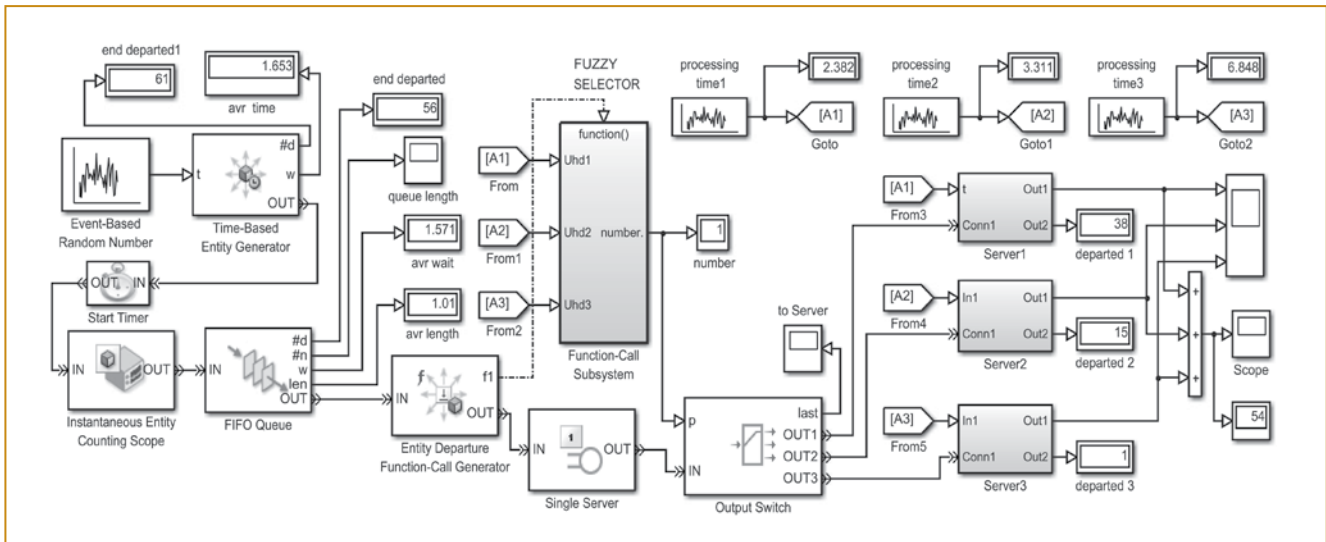 end departed1
61
1.653
avr time
end departed
56
FUZZY
SELECTOR
processing
time1
2.382
[A1]
Goto
processing
time2
3.311
[A2]
Goto1
processing
time3
6.848
[A3]
Goto2
Event-Based
Random Number
t
#d
w
OUT
Time-Based
Entity Generator
queue length
1.571
avr wait
1.01
avr length
[A1]
From
[A2]
From1
[A3]
From2
function()
Uhd1
Uhd2
Uhd3
number.
Function-Call
Subsystem
1
number
OUT IN
Start Timer
IN OUT
Instantaneous Entity
Counting Scope
IN
#d
#n
w
len
OUT
FIFO Queue
IN
f
f1
OUT
Entity Departure
Function-Call Generator
IN
1
OUT
Single Server
to Server
p
IN
last
OUT1
OUT2
OUT3
Output Switch
[A1]
From3
t
Conn1
Out1
Out2
Server1
38
departed 1
[A2]
From4
In1
Conn1
Out1
Out2
Server2
15
departed 2
[A3]
From5
In1
Conn1
Out1
Out2
Server3
1
departed 3
+
+
+
Scope
54